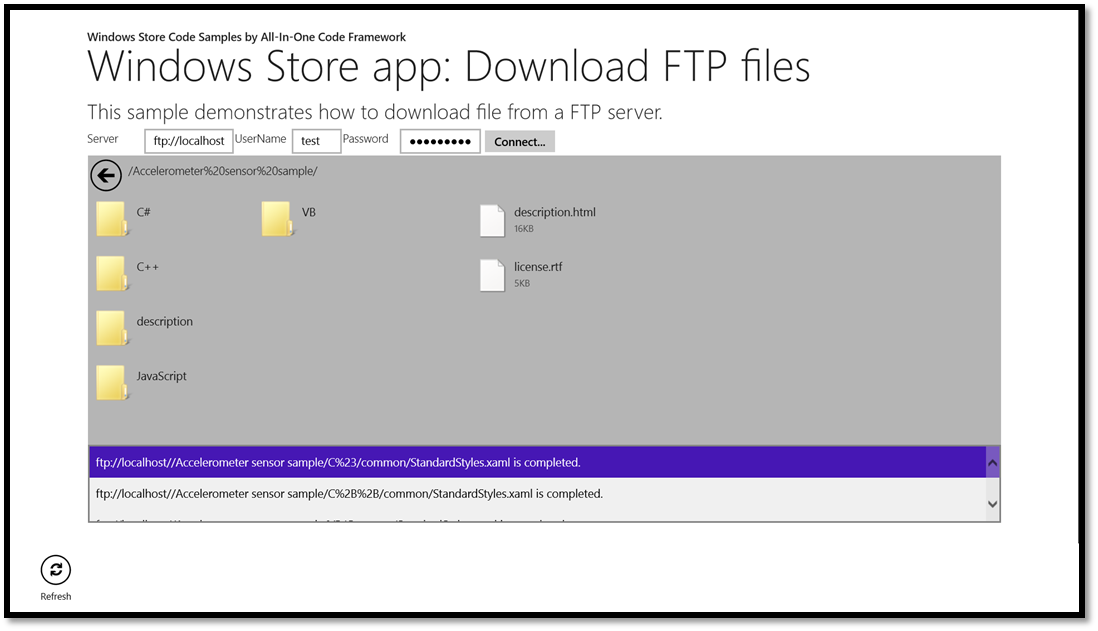 Windows Store Code Samples by All-In-One Code Framework
Windows Store app: Download FTP files
This sample demonstrates how to download file from a FTP server.
Server ftp://localhost UserName test Password ●●●●●●●●● Connect...
/Accelerometer%20sensor%20sample/
C# VB description.html
16KB
C++ license.rtf
5KB
description
JavaScript
ftp://localhost//Accelerometer sensor sample/C%23/common/StandardStyles.xaml is completed.
ftp://localhost//Accelerometer sensor sample/C%2B%2B/common/StandardStyles.xaml is completed.
Refresh